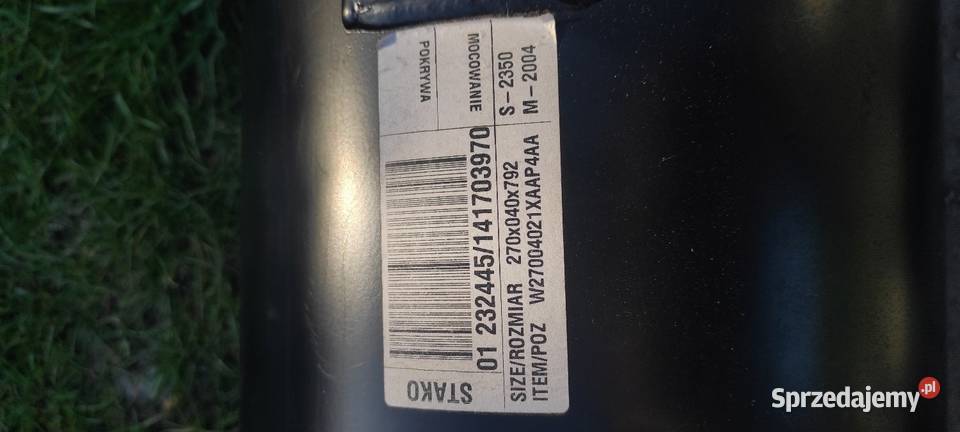 STAKO
01 232445/141703970
POKRYWA
MOCOWANIE
SIZE/ROZMIAR 270x040x792
S-2350
ITEM/POZ W27004021XAAP4AA
M-2004
Sprzedajemy.pl